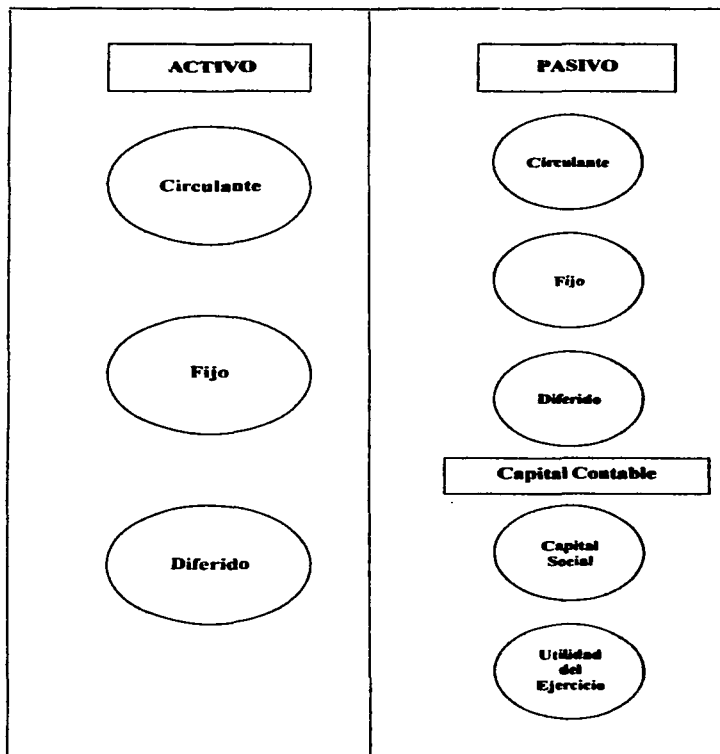 ACTIVO
Circulante
Fijo
Diferido
PASIVO
Circulante
Fijo
Diferido
Capital Contable
Capital
Social
Utilidad
del
Ejercicio